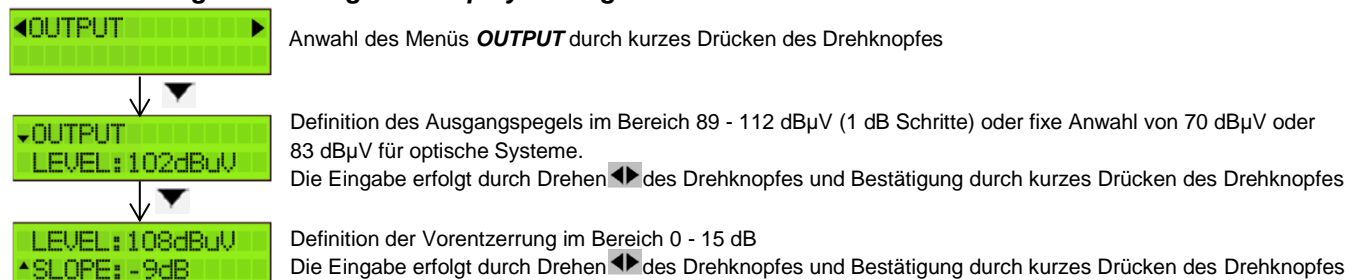 ◀OUTPUT ▶
Anwahl des Menüs OUTPUT durch kurzes Drücken des Drehknopfes
OUTPUT
LEVEL:102dBuV
Definition des Ausgangspegels im Bereich 89 - 112 dBµV (1 dB Schritte) oder fixe Anwahl von 70 dBµV oder
83 dBµV für optische Systeme.
Die Eingabe erfolgt durch Drehen ◀▶ des Drehknopfes und Bestätigung durch kurzes Drücken des Drehknopfes
LEVEL:108dBuV
SLOPE:-9dB
Definition der Vorentzerrung im Bereich 0 - 15 dB
Die Eingabe erfolgt durch Drehen ◀▶ des Drehknopfes und Bestätigung durch kurzes Drücken des Drehknopfes